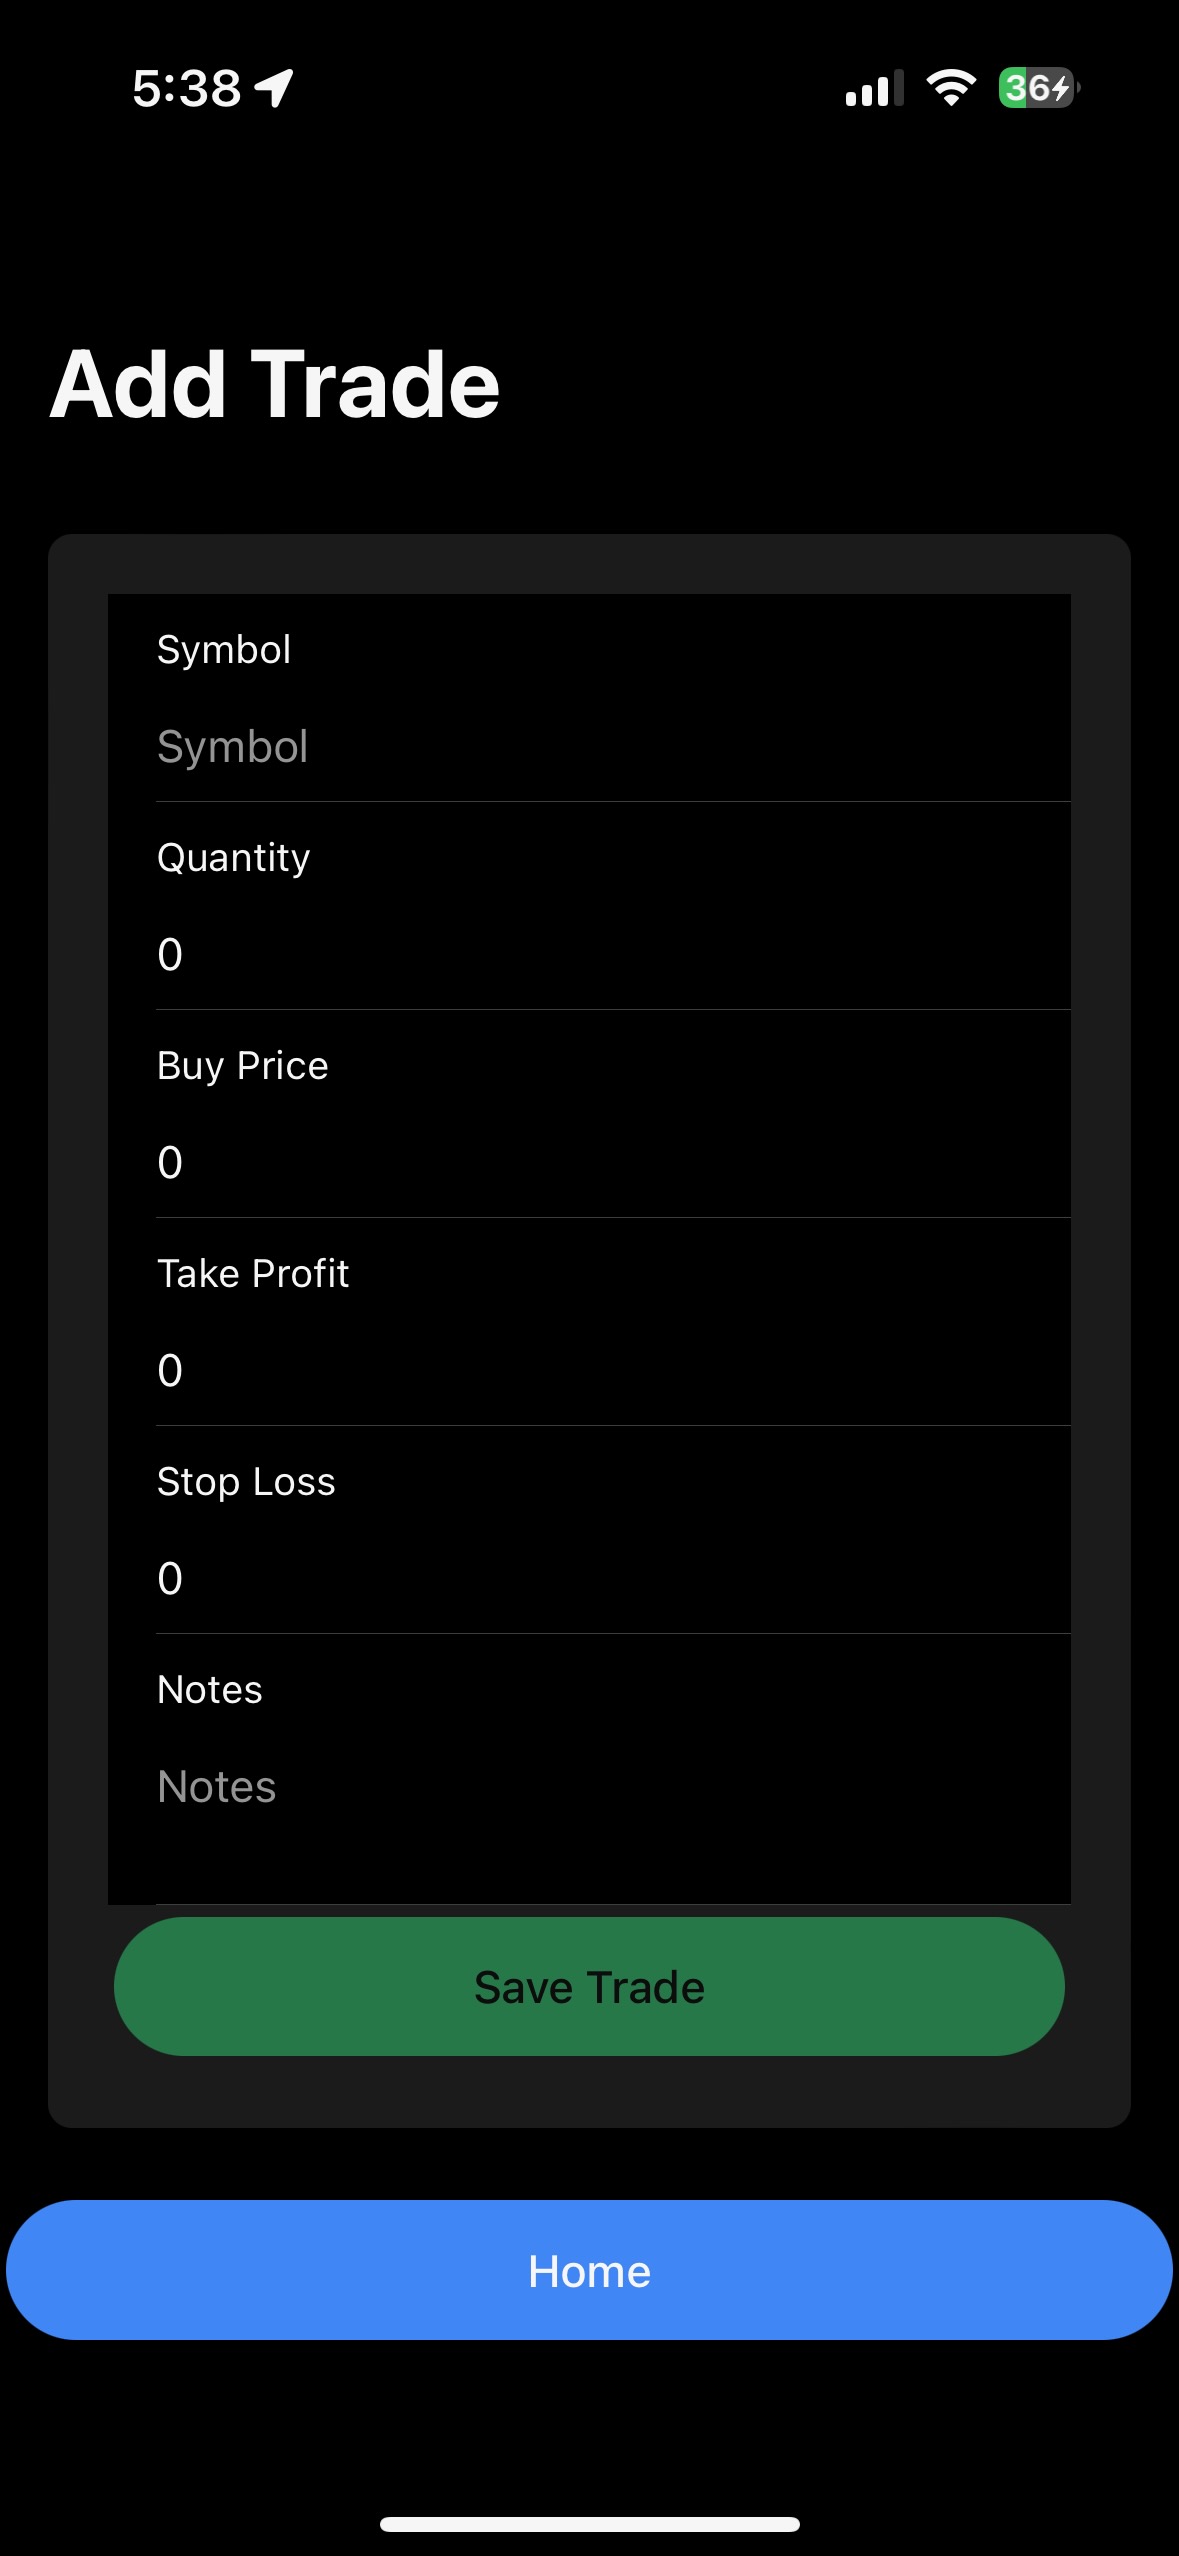 5:38
36
Add Trade
Symbol
Symbol
Quantity
0
Buy Price
0
Take Profit
0
Stop Loss
0
Notes
Notes
Save Trade
Home